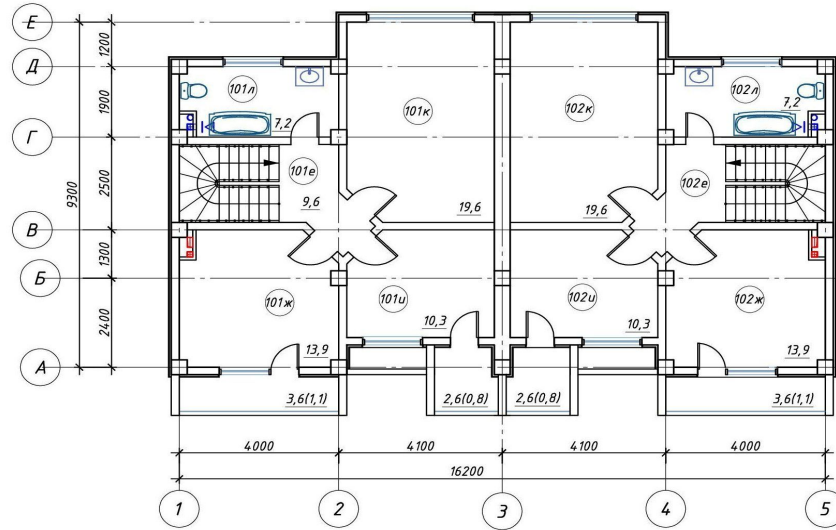 Е
Д
Г
В
Б
А
1200
1900
2500
1300
2400
9300
101л
7,2
101к
19,6
102к
19,6
102л
7,2
101е
9,6
102е
101ж
13,9
101и
10,3
102и
10,3
102ж
13,9
3,6(1,1)
2,6(0,8)
2,6(0,8)
3,6(1,1)
4000
4100
4100
4000
16200
1
2
3
4
5